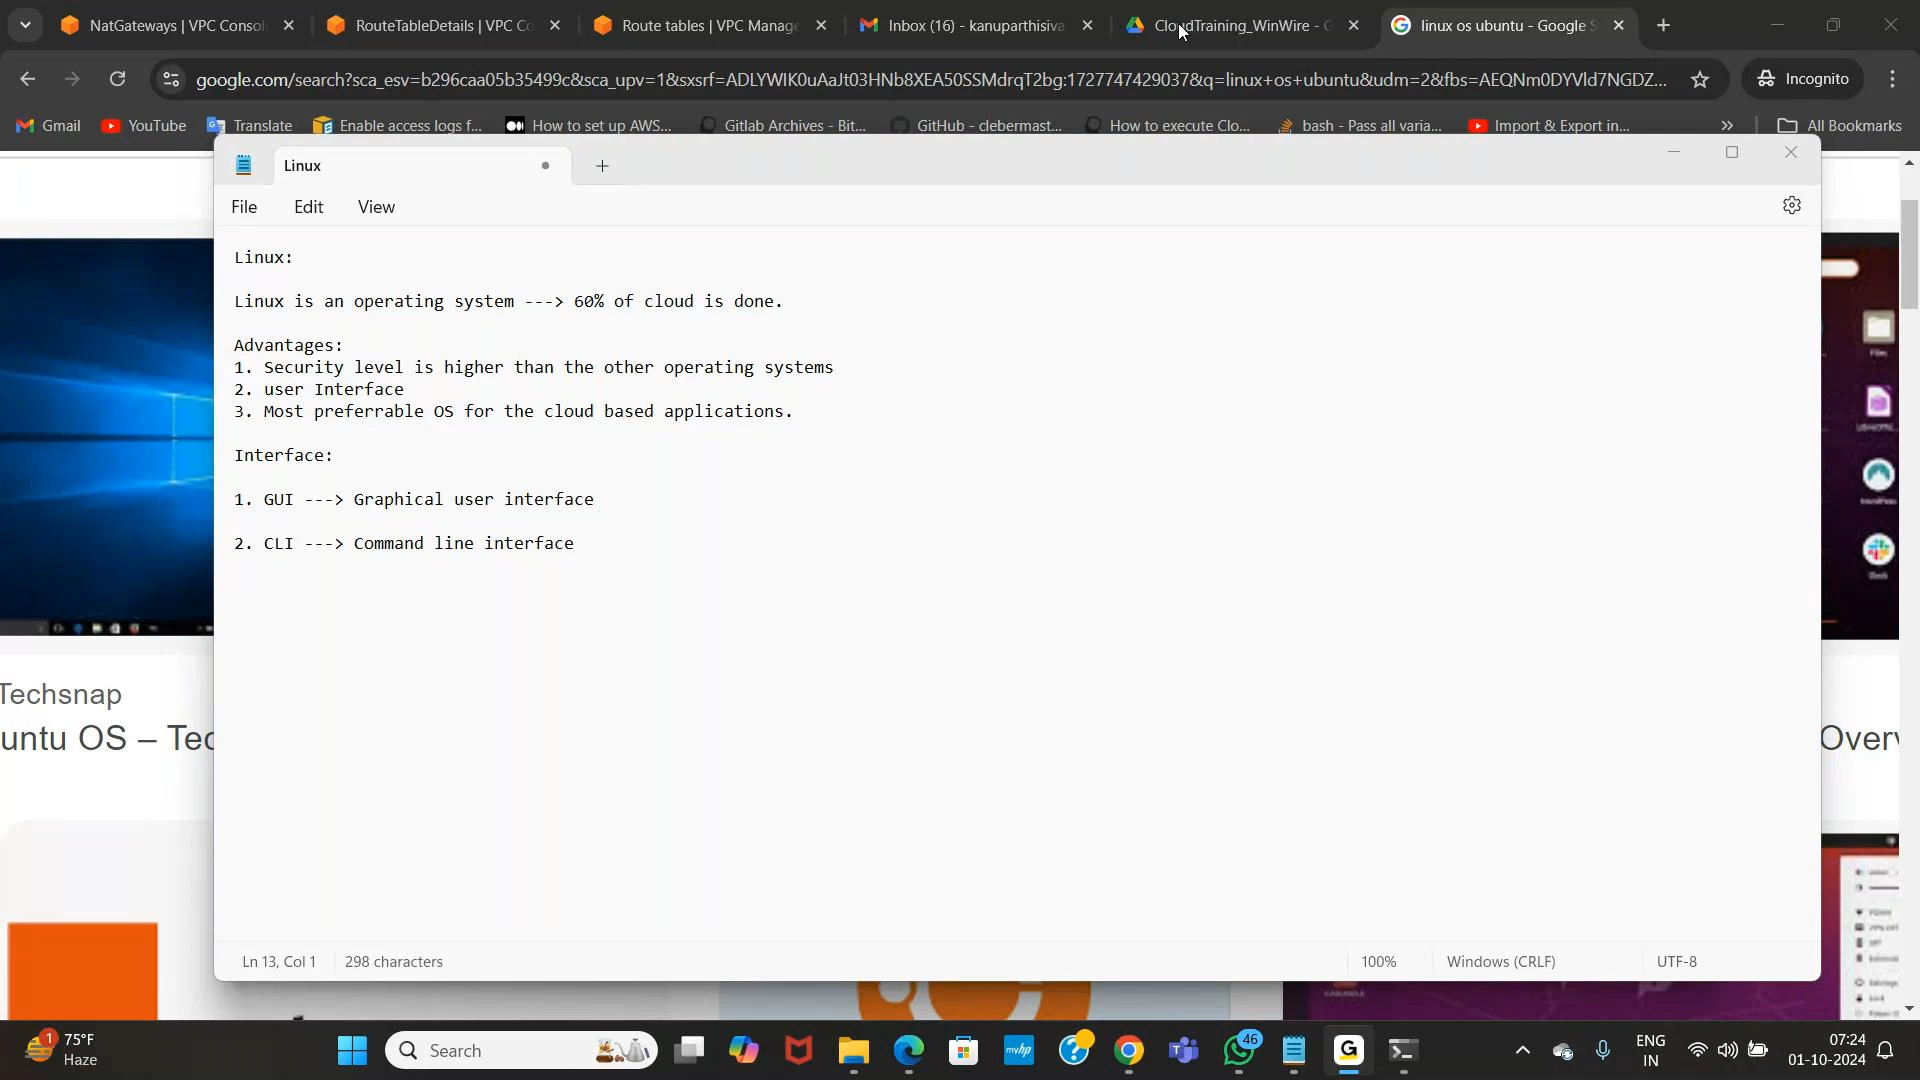 NatGateways | VPC Consol
RouteTableDetails | VPC Co
Route tables | VPC Manage
Inbox (16) - kanuparthisiva
CloudTraining_WinWire - G
linux os ubuntu - Google S
google.com/search?sca_esv=b296caa05b35499c&sca_upv=1&sxsrf=ADLYWIK0uAaJt03HNb8XEA50SSMdrqT2bg:1727747429037&q=linux+os+ubuntu&udm=2&fbs=AEQNm0DYVld7NGDZ...
Incognito
Gmail
YouTube
Translate
Enable access logs f...
How to set up AWS...
Gitlab Archives - Bit...
GitHub - clebermast...
How to execute Clo...
bash - Pass all varia...
Import & Export in...
All Bookmarks
Linux
File Edit View
Linux:
Linux is an operating system ---> 60% of cloud is done.
Advantages:
1. Security level is higher than the other operating systems
2. user Interface
3. Most preferrable OS for the cloud based applications.
Interface:
1. GUI ---> Graphical user interface
2. CLI ---> Command line interface
Techsnap
untu OS – Tec
Overv
Ln 13, Col 1
298 characters
100%
Windows (CRLF)
UTF-8
1
75°F
Haze
Search
myhp
46
ENG
IN
07:24
01-10-2024